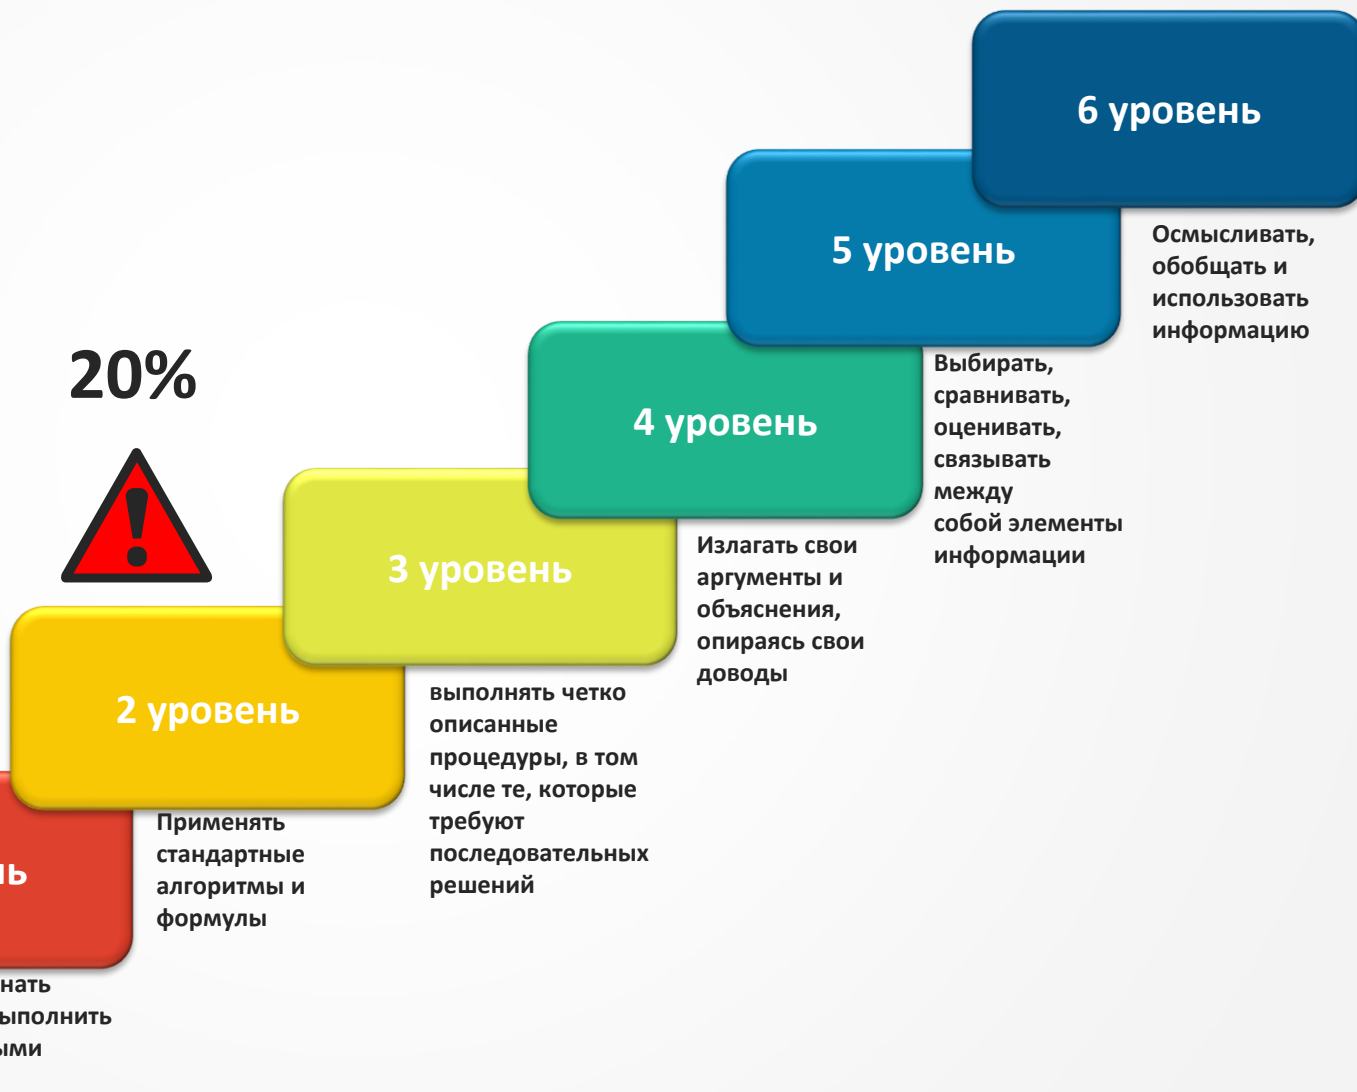 6 уровень
Осмысливать,
обобщать и
использовать
информацию
5 уровень
Выбирать,
сравнивать,
оценивать,
связывать
между
собой элементы
информации
20%
4 уровень
Излагать свои
аргументы и
объяснения,
опираясь свои
доводы
3 уровень
выполнять четко
описанные
процедуры, в том
числе те, которые
требуют
последовательных
решений
2 уровень
Применять
стандартные
алгоритмы и
формулы